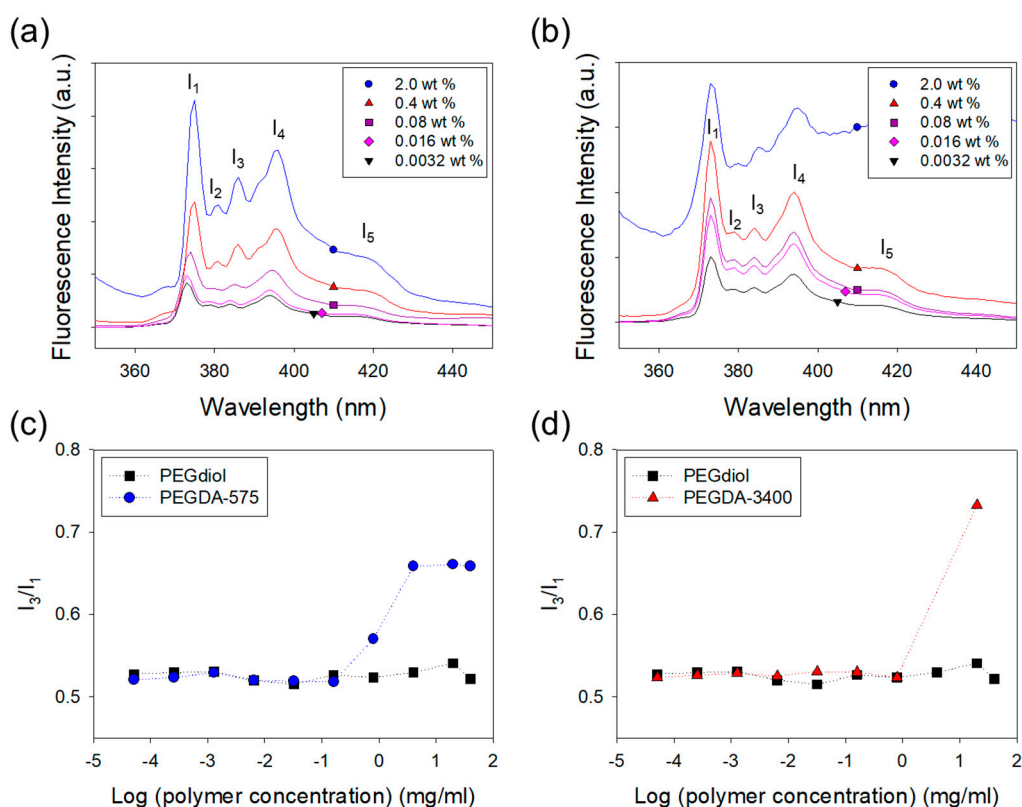 (a)
Fluorescence Intensity (a.u.)
I₁
I₂
I₃
I₄
I₅
2.0 wt %
0.4 wt %
0.08 wt %
0.016 wt %
0.0032 wt %
360 380 400 420 440
Wavelength (nm)
(b)
Fluorescence Intensity (a.u.)
I₁
I₂
I₃
I₄
I₅
2.0 wt %
0.4 wt %
0.08 wt %
0.016 wt %
0.0032 wt %
360 380 400 420 440
Wavelength (nm)
(c)
I₃/I₁
0.8
0.7
0.6
0.5
PEGdiol
PEGDA-575
-5 -4 -3 -2 -1 0 1 2
Log (polymer concentration) (mg/ml)
(d)
I₃/I₁
0.8
0.7
0.6
0.5
PEGdiol
PEGDA-3400
-5 -4 -3 -2 -1 0 1 2
Log (polymer concentration) (mg/ml)